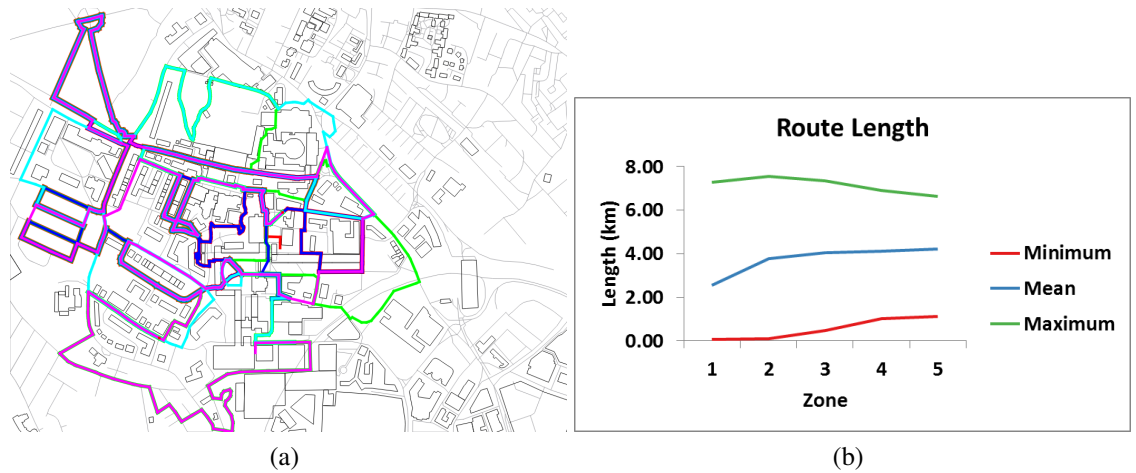 Route Length
8.00
6.00
4.00
2.00
0.00
Length (km)
1 2 3 4 5
Zone
Minimum
Mean
Maximum
(a) (b)